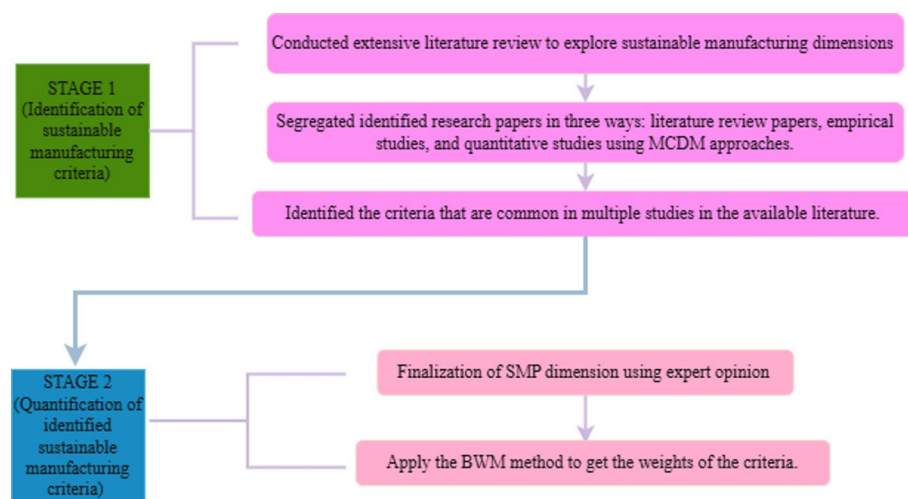 STAGE 1
(Identification of
sustainable
manufacturing
criteria)
Conducted extensive literature review to explore sustainable manufacturing dimensions
Segregated identified research papers in three ways: literature review papers, empirical
studies, and quantitative studies using MCDM approaches.
Identified the criteria that are common in multiple studies in the available literature.
STAGE 2
(Quantification of
identified
sustainable
manufacturing
criteria)
Finalization of SMP dimension using expert opinion
Apply the BWM method to get the weights of the criteria.